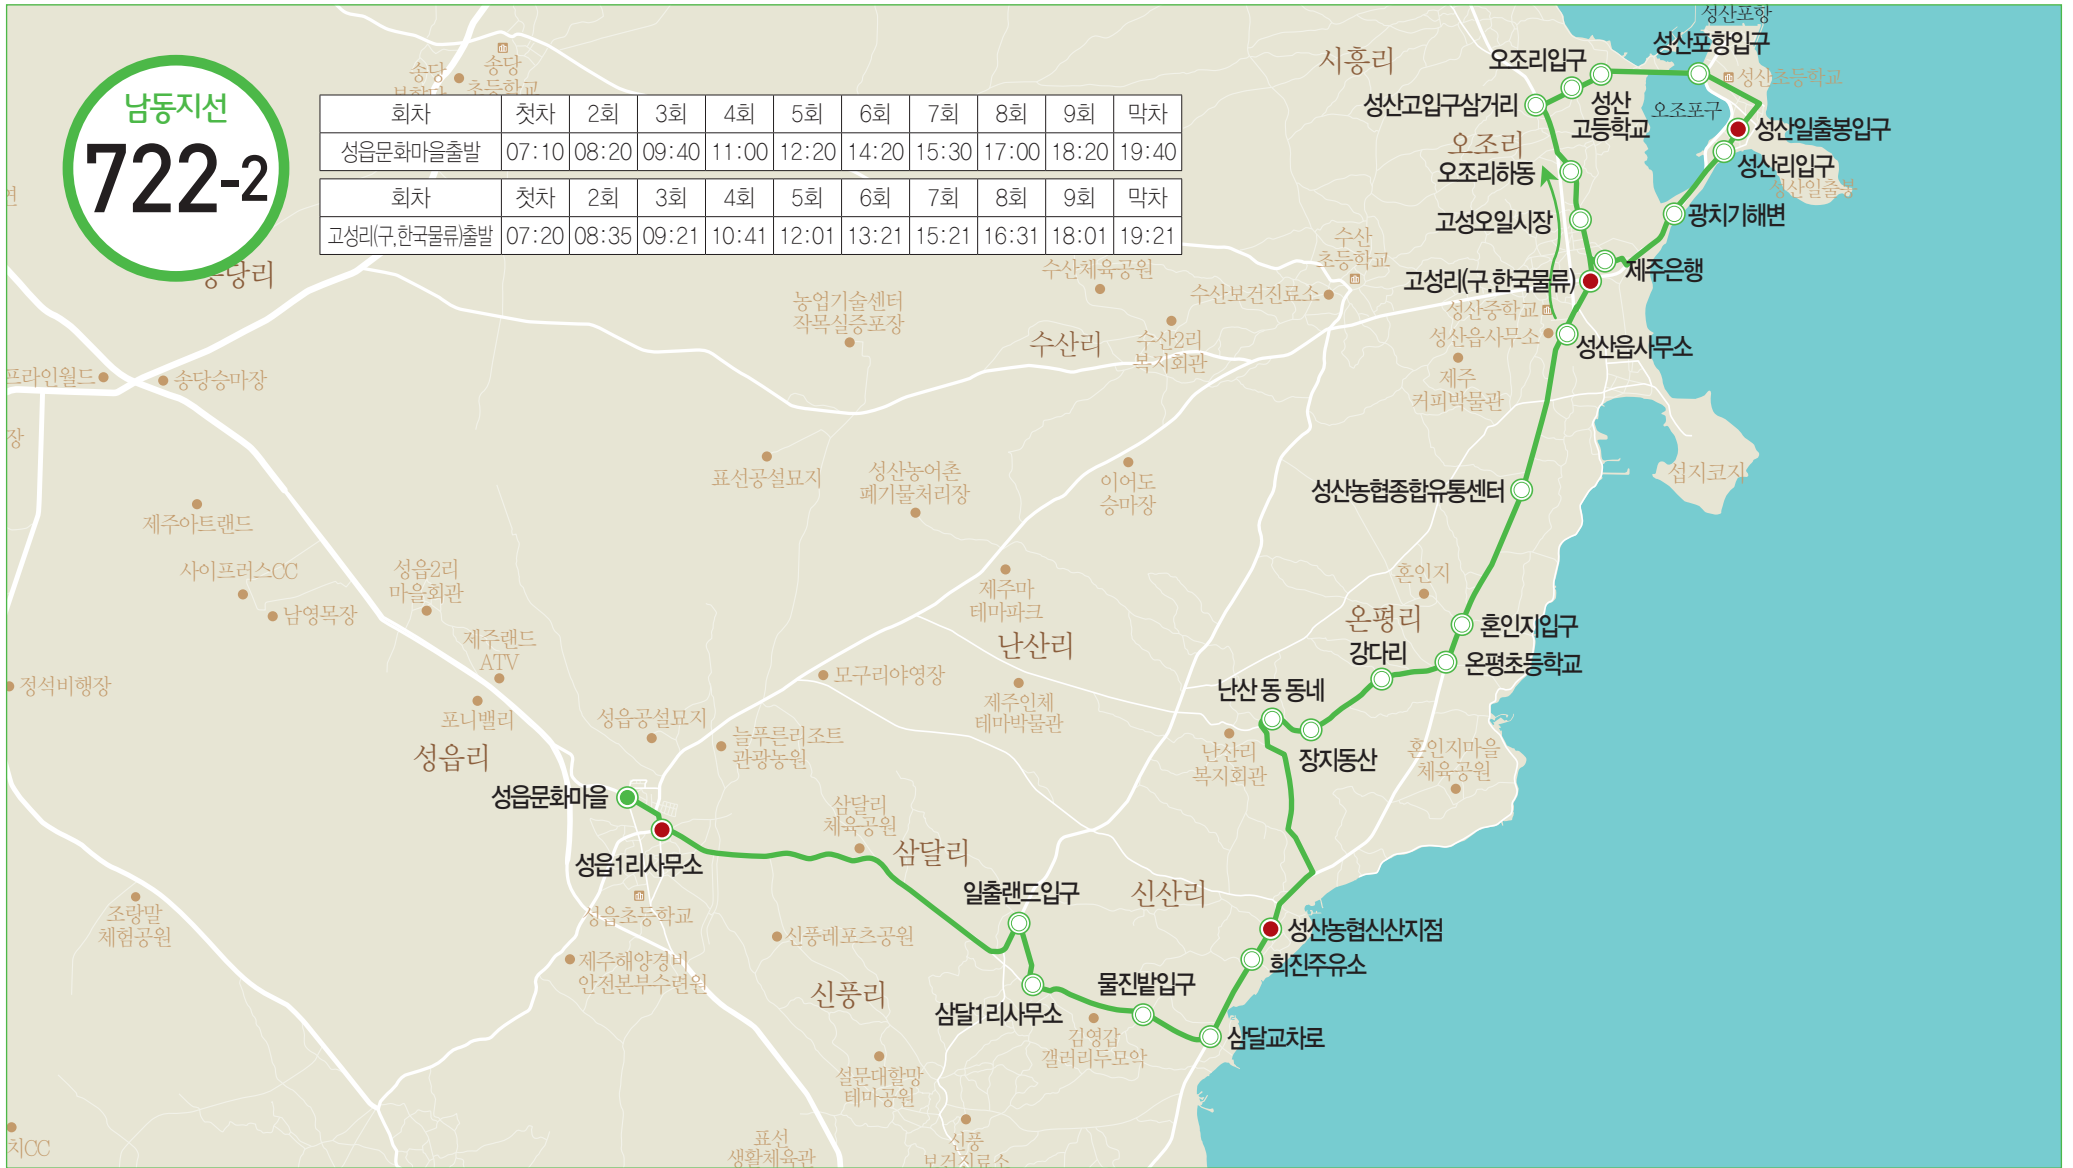 남동지선
722-2
회차 첫차 2회 3회 4회 5회 6회 7회 8회 9회 막차
성읍문화마을출발 07:10 08:20 09:40 11:00 12:20 14:20 15:30 17:00 18:20 19:40
회차 첫차 2회 3회 4회 5회 6회 7회 8회 9회 막차
고성리(구,한국물류)출발 07:20 08:35 09:21 10:41 12:01 13:21 15:21 16:31 18:01 19:21
송당
송당
초등학교
시흥리
성산포항
성산포항입구
오조리입구
성산초등학교
성산고입구삼거리
성산
고등학교
오조포구
성산일출봉입구
오조리
성산리입구
오조리하동
성산일출봉
광치기해변
고성오일시장
수산
초등학교
제주은행
고성리(구,한국물류)
수산체육공원
수산보건진료소
농업기술센터
작목실증포장
성산중학교
성산읍사무소
성산읍사무소
수산리
수산2리
복지회관
제주
커피박물관
프라인월드
송당승마장
장
표선공설묘지
성산농어촌
폐기물처리장
이어도
승마장
섭지코지
성산농협종합유통센터
제주아트랜드
사이프러스CC
남영목장
성읍2리
마을회관
제주랜드
ATV
제주마
테마파크
혼인지
온평리
혼인지입구
난산리
강다리
온평초등학교
정석비행장
포니밸리
성읍공설묘지
모구리야영장
제주인체
테마박물관
난산 동 동네
늘푸른리조트
관광농원
성읍리
난산리
복지회관
장지동산
혼인지마을
체육공원
성읍문화마을
삼달리
체육공원
성읍1리사무소
삼달리
일출랜드입구
신산리
조랑말
체험공원
성읍초등학교
신풍레포츠공원
성산농협신산지점
희진주유소
제주해양경비
안전본부수련원
신풍리
물진밭입구
삼달1리사무소
김영갑
갤러리두모악
삼달교차로
설문대할망
테마공원
표선
생활체육관
신풍
보건진료소
치CC